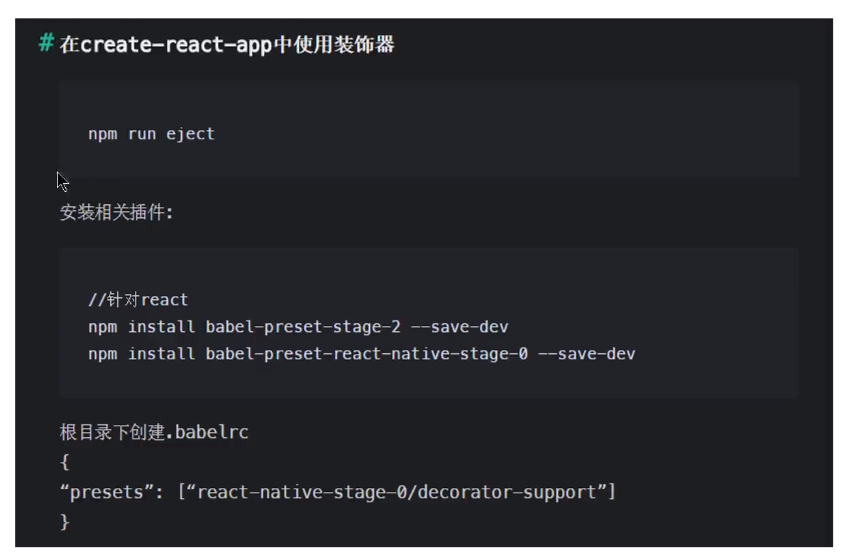 # 在create-react-app中使用装饰器
npm run eject
安装相关插件:
//针对react
npm install babel-preset-stage-2 --save-dev
npm install babel-preset-react-native-stage-0 --save-dev
根目录下创建.babelrc
{
“presets”: [“react-native-stage-0/decorator-support”]
}